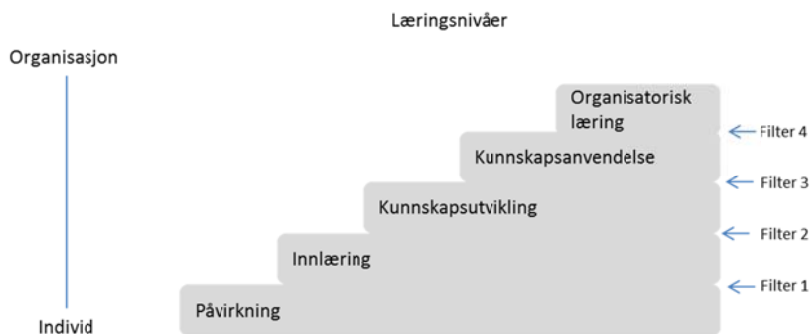 Læringsnivåer
Organisasjon
Organisatorisk
læring
Filter 4
Kunnskapsanvendelse
Filter 3
Kunnskapsutvikling
Filter 2
Innlæring
Filter 1
Påvirkning
Individ